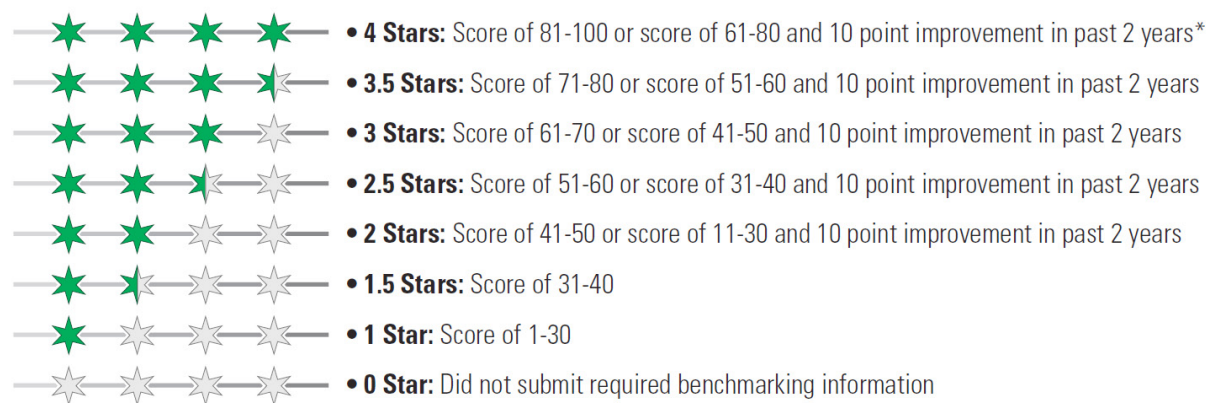 • 4 Stars: Score of 81-100 or score of 61-80 and 10 point improvement in past 2 years*
• 3.5 Stars: Score of 71-80 or score of 51-60 and 10 point improvement in past 2 years
• 3 Stars: Score of 61-70 or score of 41-50 and 10 point improvement in past 2 years
• 2.5 Stars: Score of 51-60 or score of 31-40 and 10 point improvement in past 2 years
• 2 Stars: Score of 41-50 or score of 11-30 and 10 point improvement in past 2 years
• 1.5 Stars: Score of 31-40
• 1 Star: Score of 1-30
• 0 Star: Did not submit required benchmarking information